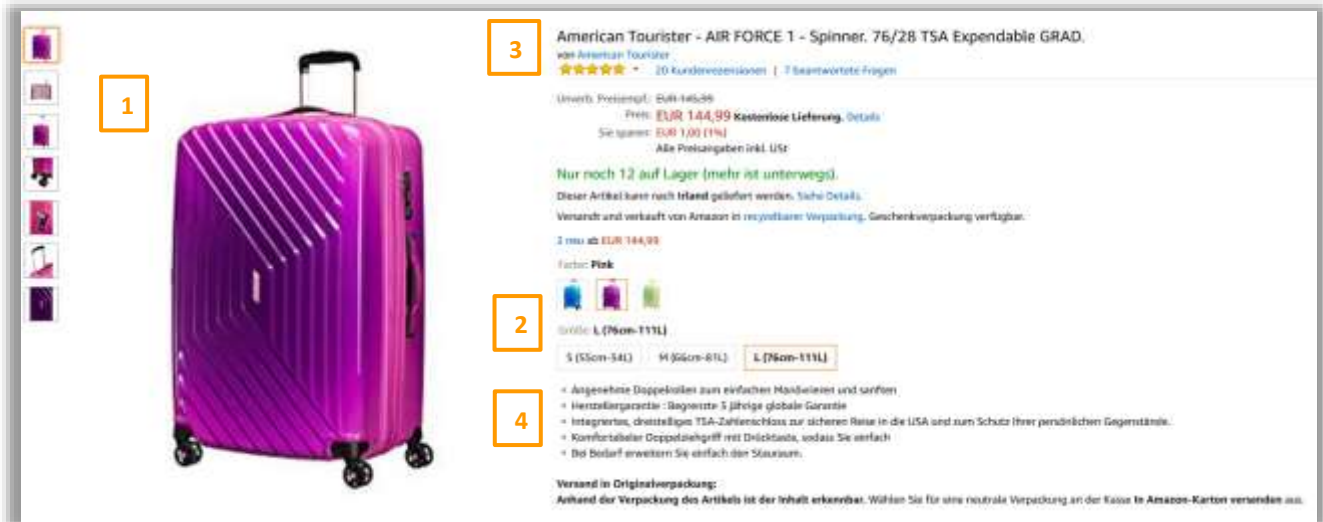 1
3
American Tourister - AIR FORCE 1 - Spinner. 76/28 TSA Expendable GRAD.
von American Tourister
20 Kundenrezensionen | 7 beantwortete Fragen
Unverb. Preisempf.: EUR 145,99
Preis: EUR 144,99 Kostenlose Lieferung. Details
Sie sparen: EUR 1,00 (1%)
Alle Preisangaben inkl. USt
Nur noch 12 auf Lager (mehr ist unterwegs).
Dieser Artikel kann nach Irland geliefert werden. Siehe Details.
Versandt und verkauft von Amazon in recycelbarer Verpackung. Geschenkverpackung verfügbar.
2 neu ab EUR 144,99
Farbe: Pink
2
Größe: L (76cm-111L)
S (55cm-34L) M (66cm-81L) L (76cm-111L)
4
Angenehme Doppelrollen zum einfachen Manövrieren und sanften
Herstellergarantie : Begrenzte 3 jährige globale Garantie
Integriertes, dreistelliges TSA-Zahlenschloss zur sicheren Reise in die USA und zum Schutz Ihrer persönlichen Gegenstände.
Komfortabeler Doppelziehgriff mit Drücktaste, sodass Sie einfach
Bei Bedarf erweitern Sie einfach den Stauraum.
Versand in Originalverpackung:
Anhand der Verpackung des Artikels ist der Inhalt erkennbar. Wählen Sie für eine neutrale Verpackung an der Kasse In Amazon-Karton versenden aus.